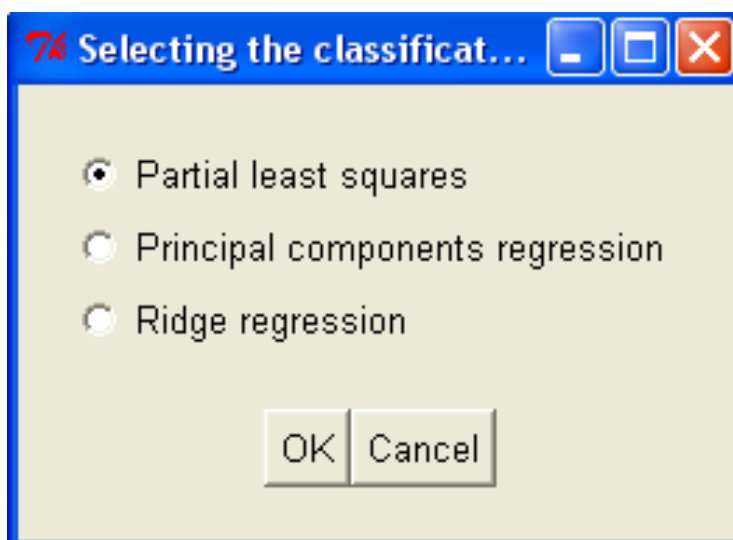 Selecting the classificat...
Partial least squares
Principal components regression
Ridge regression
OK Cancel